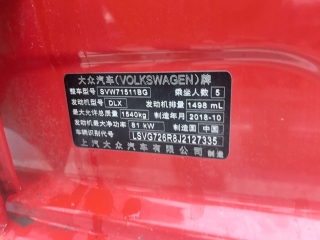 大众汽车(VOLKSWAGEN)牌
整车型号 SVW71511BG 乘坐人数 5
发动机型号 DLX 发动机排量 1498 mL
最大允许总质量 1540kg 制造年月 2018-10
发动机最大净功率 81 kW 制造国 中国
车辆识别代号 LSVG726R8J2127335
上汽大众汽车有限公司 制造